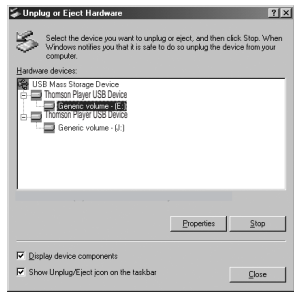 Unplug or Eject Hardware
Select the device you want to unplug or eject, and then click Stop. When
Windows notifies you that it is safe to do so unplug the device from your
computer.
Hardware devices:
USB Mass Storage Device
Thomson Player USB Device
Generic volume - (E:)
Thomson Player USB Device
Generic volume - (J:)
Properties
Stop
Display device components
Show Unplug/Eject icon on the taskbar
Close